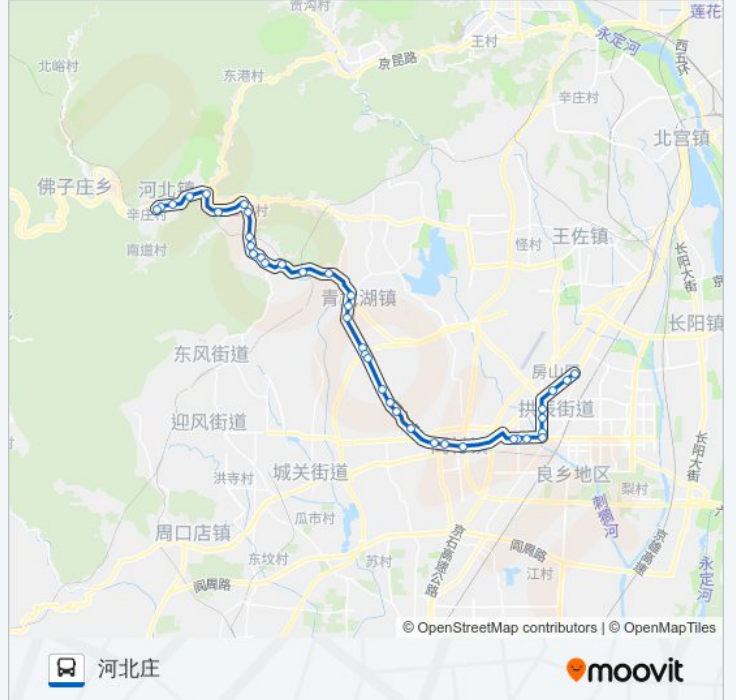 贾沟村
莲花
王村
永定河
西五环
京昆路
北峪村
东港村
辛庄村
北宫镇
佛子庄乡
河北镇
辛庄村
村
南道村
怪村
王佐镇
长阳大街
京
青龙湖镇
长阳镇
东风街道
房山区
拱辰街道
迎风街道
城关街道
洪寺村
良乡地区
长阳大街
梨村
瓜市村
刺猬河
六
周口店镇
东坟村
苏村
京石高速公路
阎周路
京雄高速
江村
阎周路
永定河
© OpenStreetMap contributors | © OpenMapTiles
河北庄
moovit